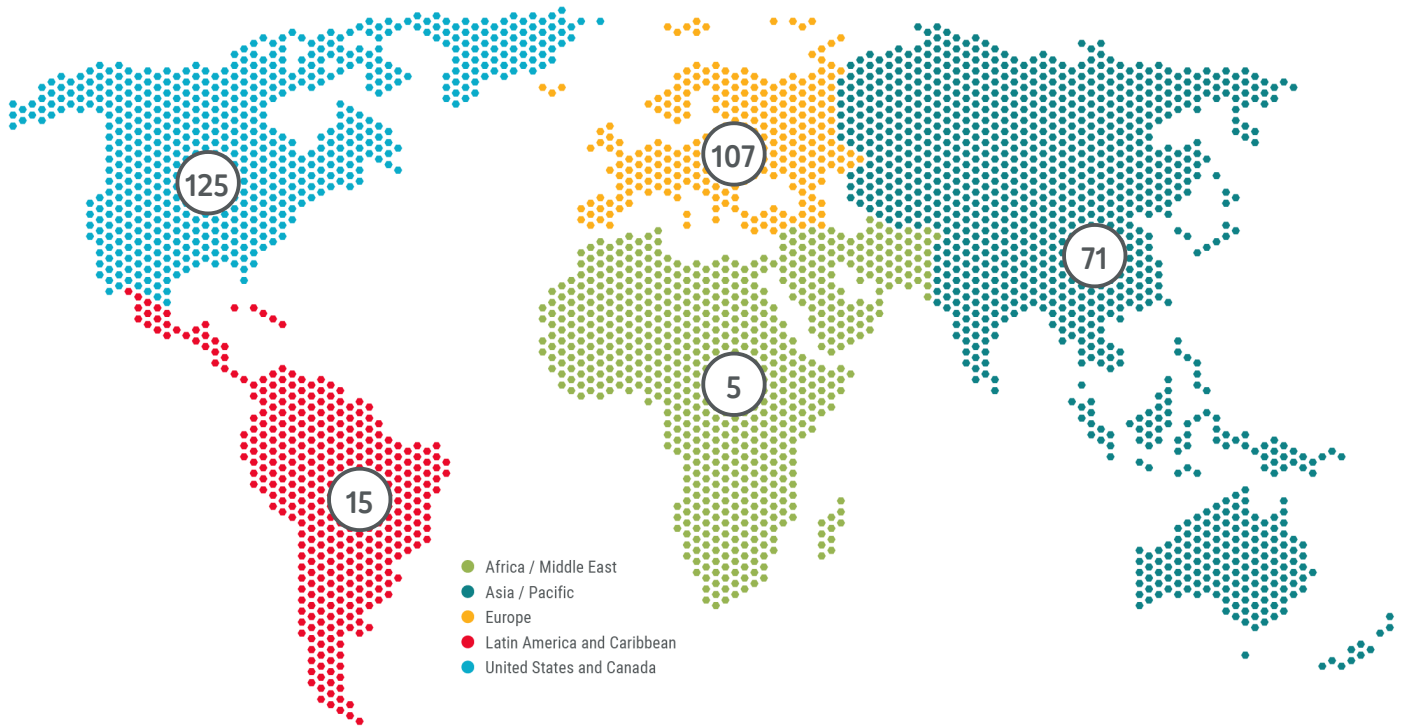 125
107
71
5
15
Africa / Middle East
Asia / Pacific
Europe
Latin America and Caribbean
United States and Canada